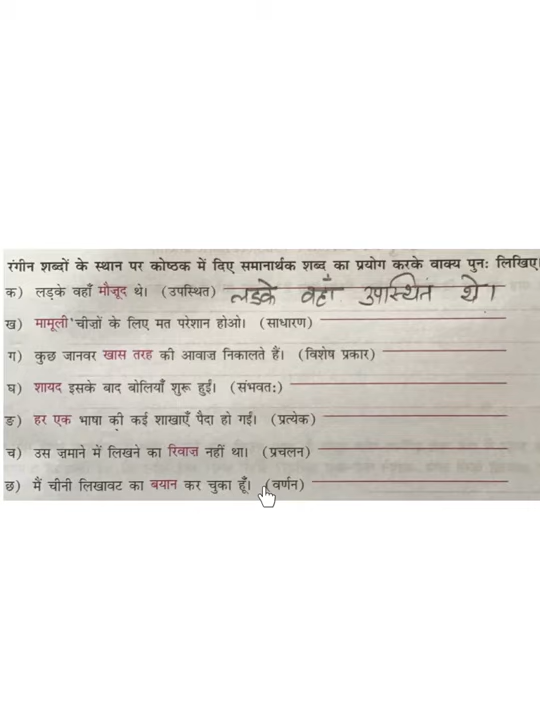 रंगीन शब्दों के स्थान पर कोष्ठक में दिए समानार्थक शब्द का प्रयोग करके वाक्य पुनः लिखिए।
क) लड़के वहाँ मौजूद थे। (उपस्थित) लड़के वहाँ उपस्थित थे।
ख) मामूली चीज़ों के लिए मत परेशान होओ। (साधारण)
ग) कुछ जानवर खास तरह की आवाज़ निकालते हैं। (विशेष प्रकार)
घ) शायद इसके बाद बोलियाँ शुरू हुईं। (संभवतः)
ङ) हर एक भाषा की कई शाखाएँ पैदा हो गईं। (प्रत्येक)
च) उस ज़माने में लिखने का रिवाज़ नहीं था। (प्रचलन)
छ) मैं चीनी लिखावट का बयान कर चुका हूँ। (वर्णन)